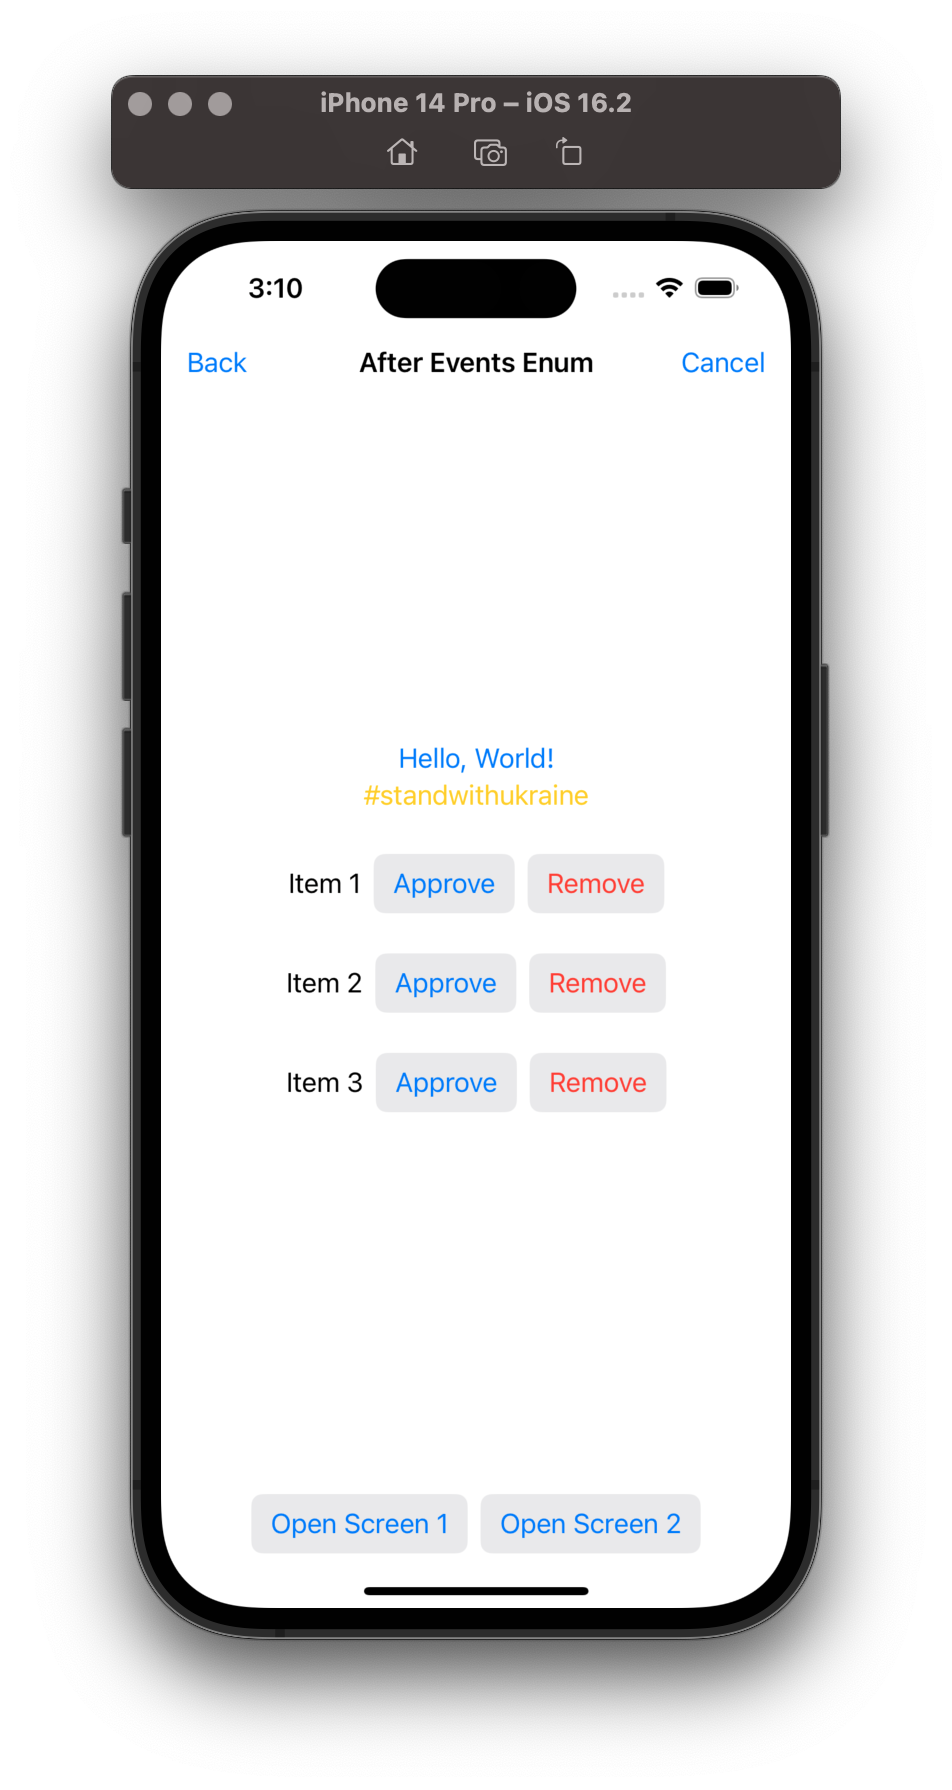 iPhone 14 Pro – iOS 16.2
3:10
Back After Events Enum Cancel
Hello, World!
#standwithukraine
Item 1 Approve Remove
Item 2 Approve Remove
Item 3 Approve Remove
Open Screen 1 Open Screen 2